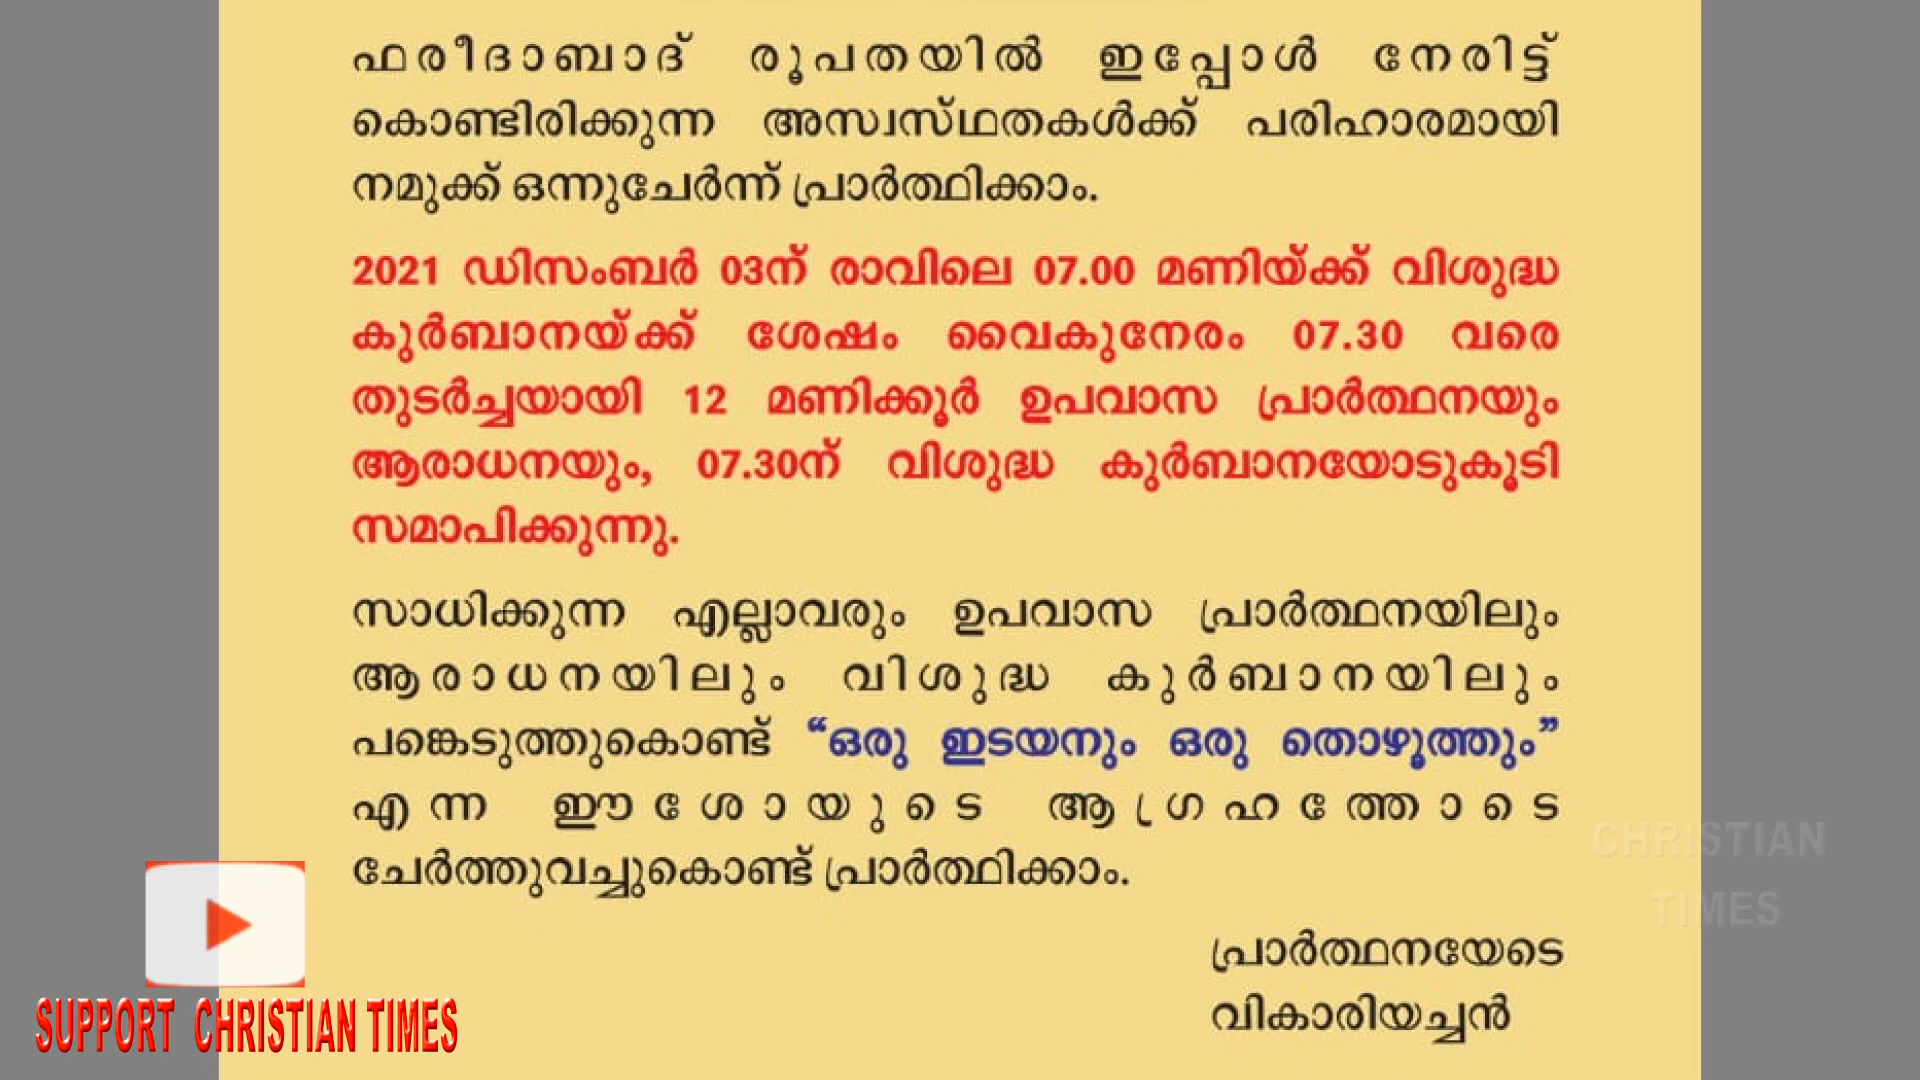 ഫരീദാബാദ് രൂപതയിൽ ഇപ്പോൾ നേരിട്ട്
കൊണ്ടിരിക്കുന്ന അസ്വസ്ഥതകൾക്ക് പരിഹാരമായി
നമുക്ക് ഒന്നുചേർന്ന് പ്രാർത്ഥിക്കാം.
2021 ഡിസംബർ 03ന് രാവിലെ 07.00 മണിയ്ക്ക് വിശുദ്ധ
കുർബാനയ്ക്ക് ശേഷം വൈകുനേരം 07.30 വരെ
തുടർച്ചയായി 12 മണിക്കൂർ ഉപവാസ പ്രാർത്ഥനയും
ആരാധനയും, 07.30ന് വിശുദ്ധ കുർബാനയോടുകൂടി
സമാപിക്കുന്നു.
സാധിക്കുന്ന എല്ലാവരും ഉപവാസ പ്രാർത്ഥനയിലും
ആരാധനയിലും വിശുദ്ധ കുർബാനയിലും
പങ്കെടുത്തുകൊണ്ട് “ഒരു ഇടയനും ഒരു തൊഴുത്തും”
എന്ന ഈശോയുടെ ആഗ്രഹത്തോടെ
ചേർത്തുവച്ചുകൊണ്ട് പ്രാർത്ഥിക്കാം.
പ്രാർത്ഥനയേടെ
വികാരിയച്ചൻ
CHRISTIAN
TIMES
SUPPORT CHRISTIAN TIMES